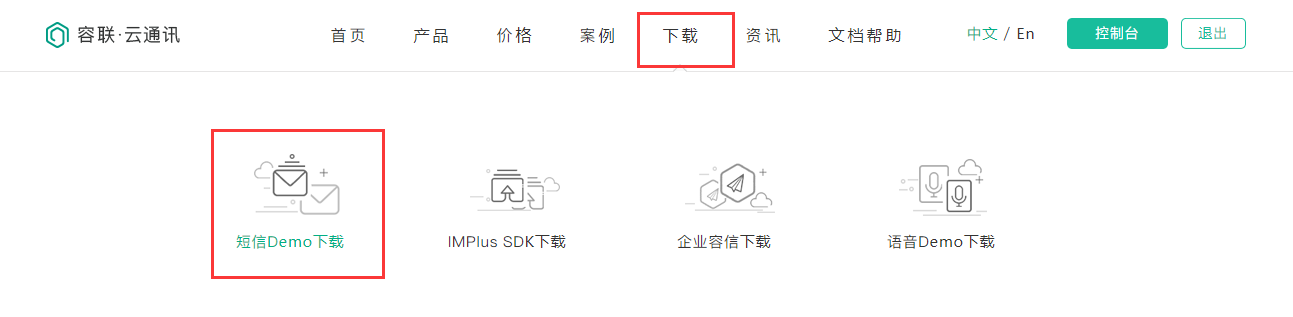 容联·云通讯 首页 产品 价格 案例 下载 资讯 文档帮助 中文 / En 控制台 退出
短信Demo下载 IMPlus SDK下载 企业容信下载 语音Demo下载